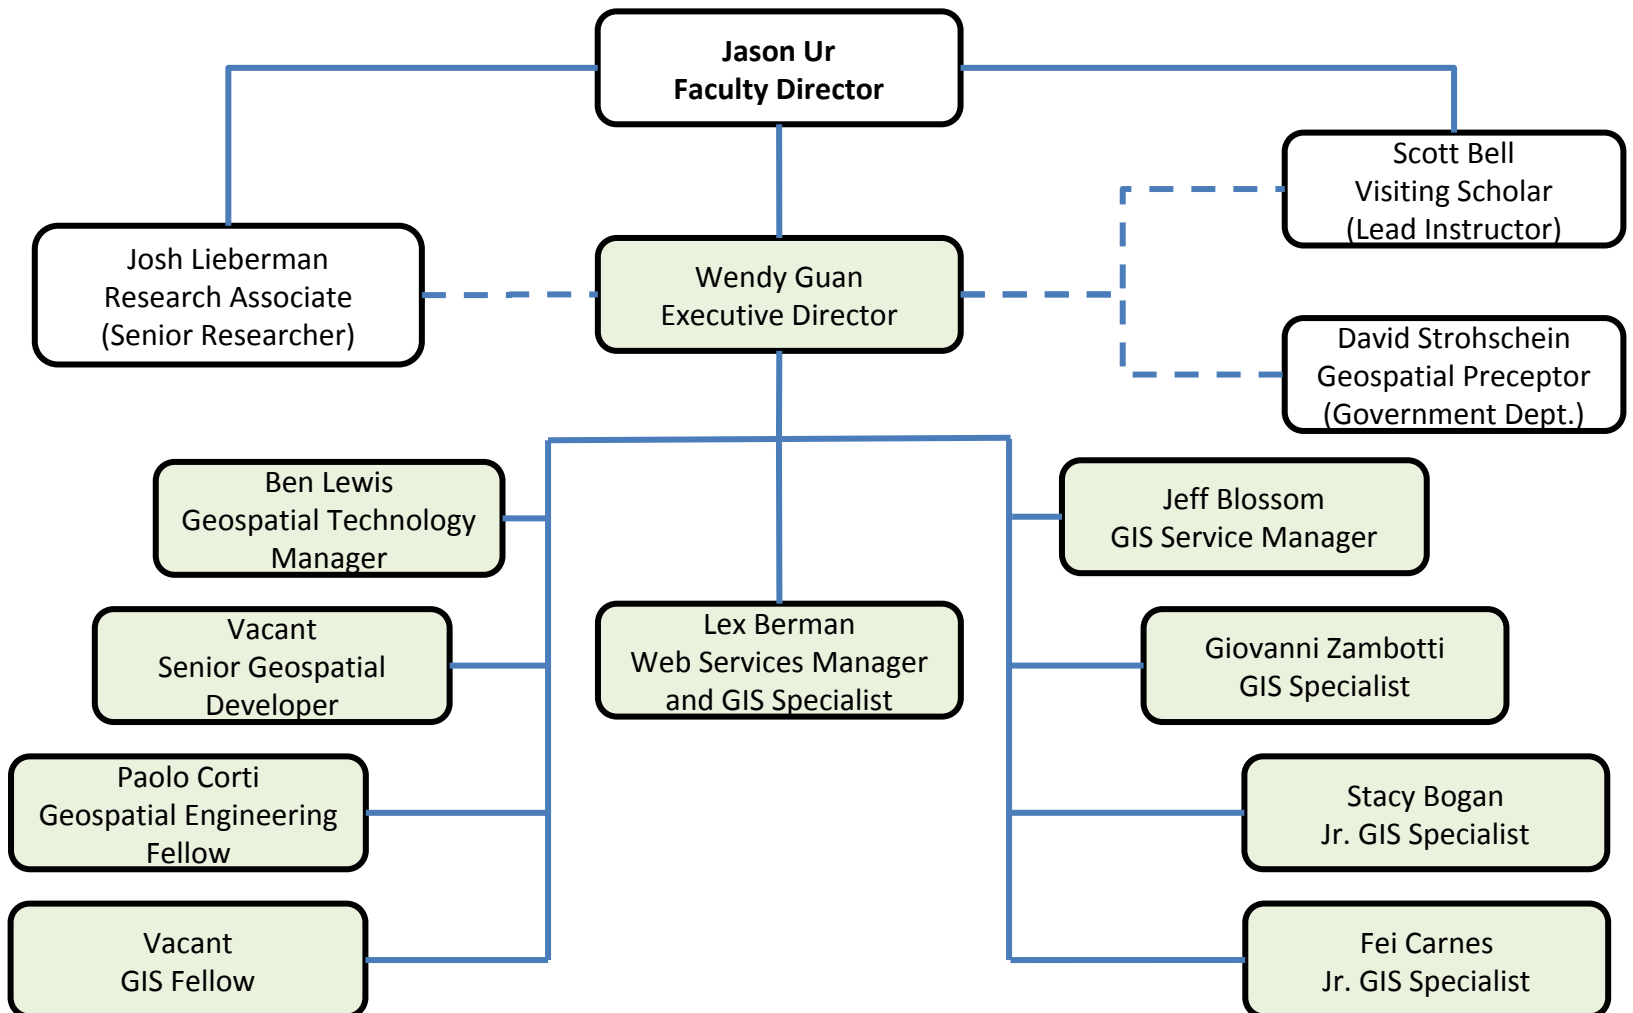 Jason Ur
Faculty Director
Scott Bell
Visiting Scholar
(Lead Instructor)
Josh Lieberman
Research Associate
(Senior Researcher)
Wendy Guan
Executive Director
David Strohschein
Geospatial Preceptor
(Government Dept.)
Ben Lewis
Geospatial Technology
Manager
Jeff Blossom
GIS Service Manager
Vacant
Senior Geospatial
Developer
Lex Berman
Web Services Manager
and GIS Specialist
Giovanni Zambotti
GIS Specialist
Paolo Corti
Geospatial Engineering
Fellow
Stacy Bogan
Jr. GIS Specialist
Vacant
GIS Fellow
Fei Carnes
Jr. GIS Specialist